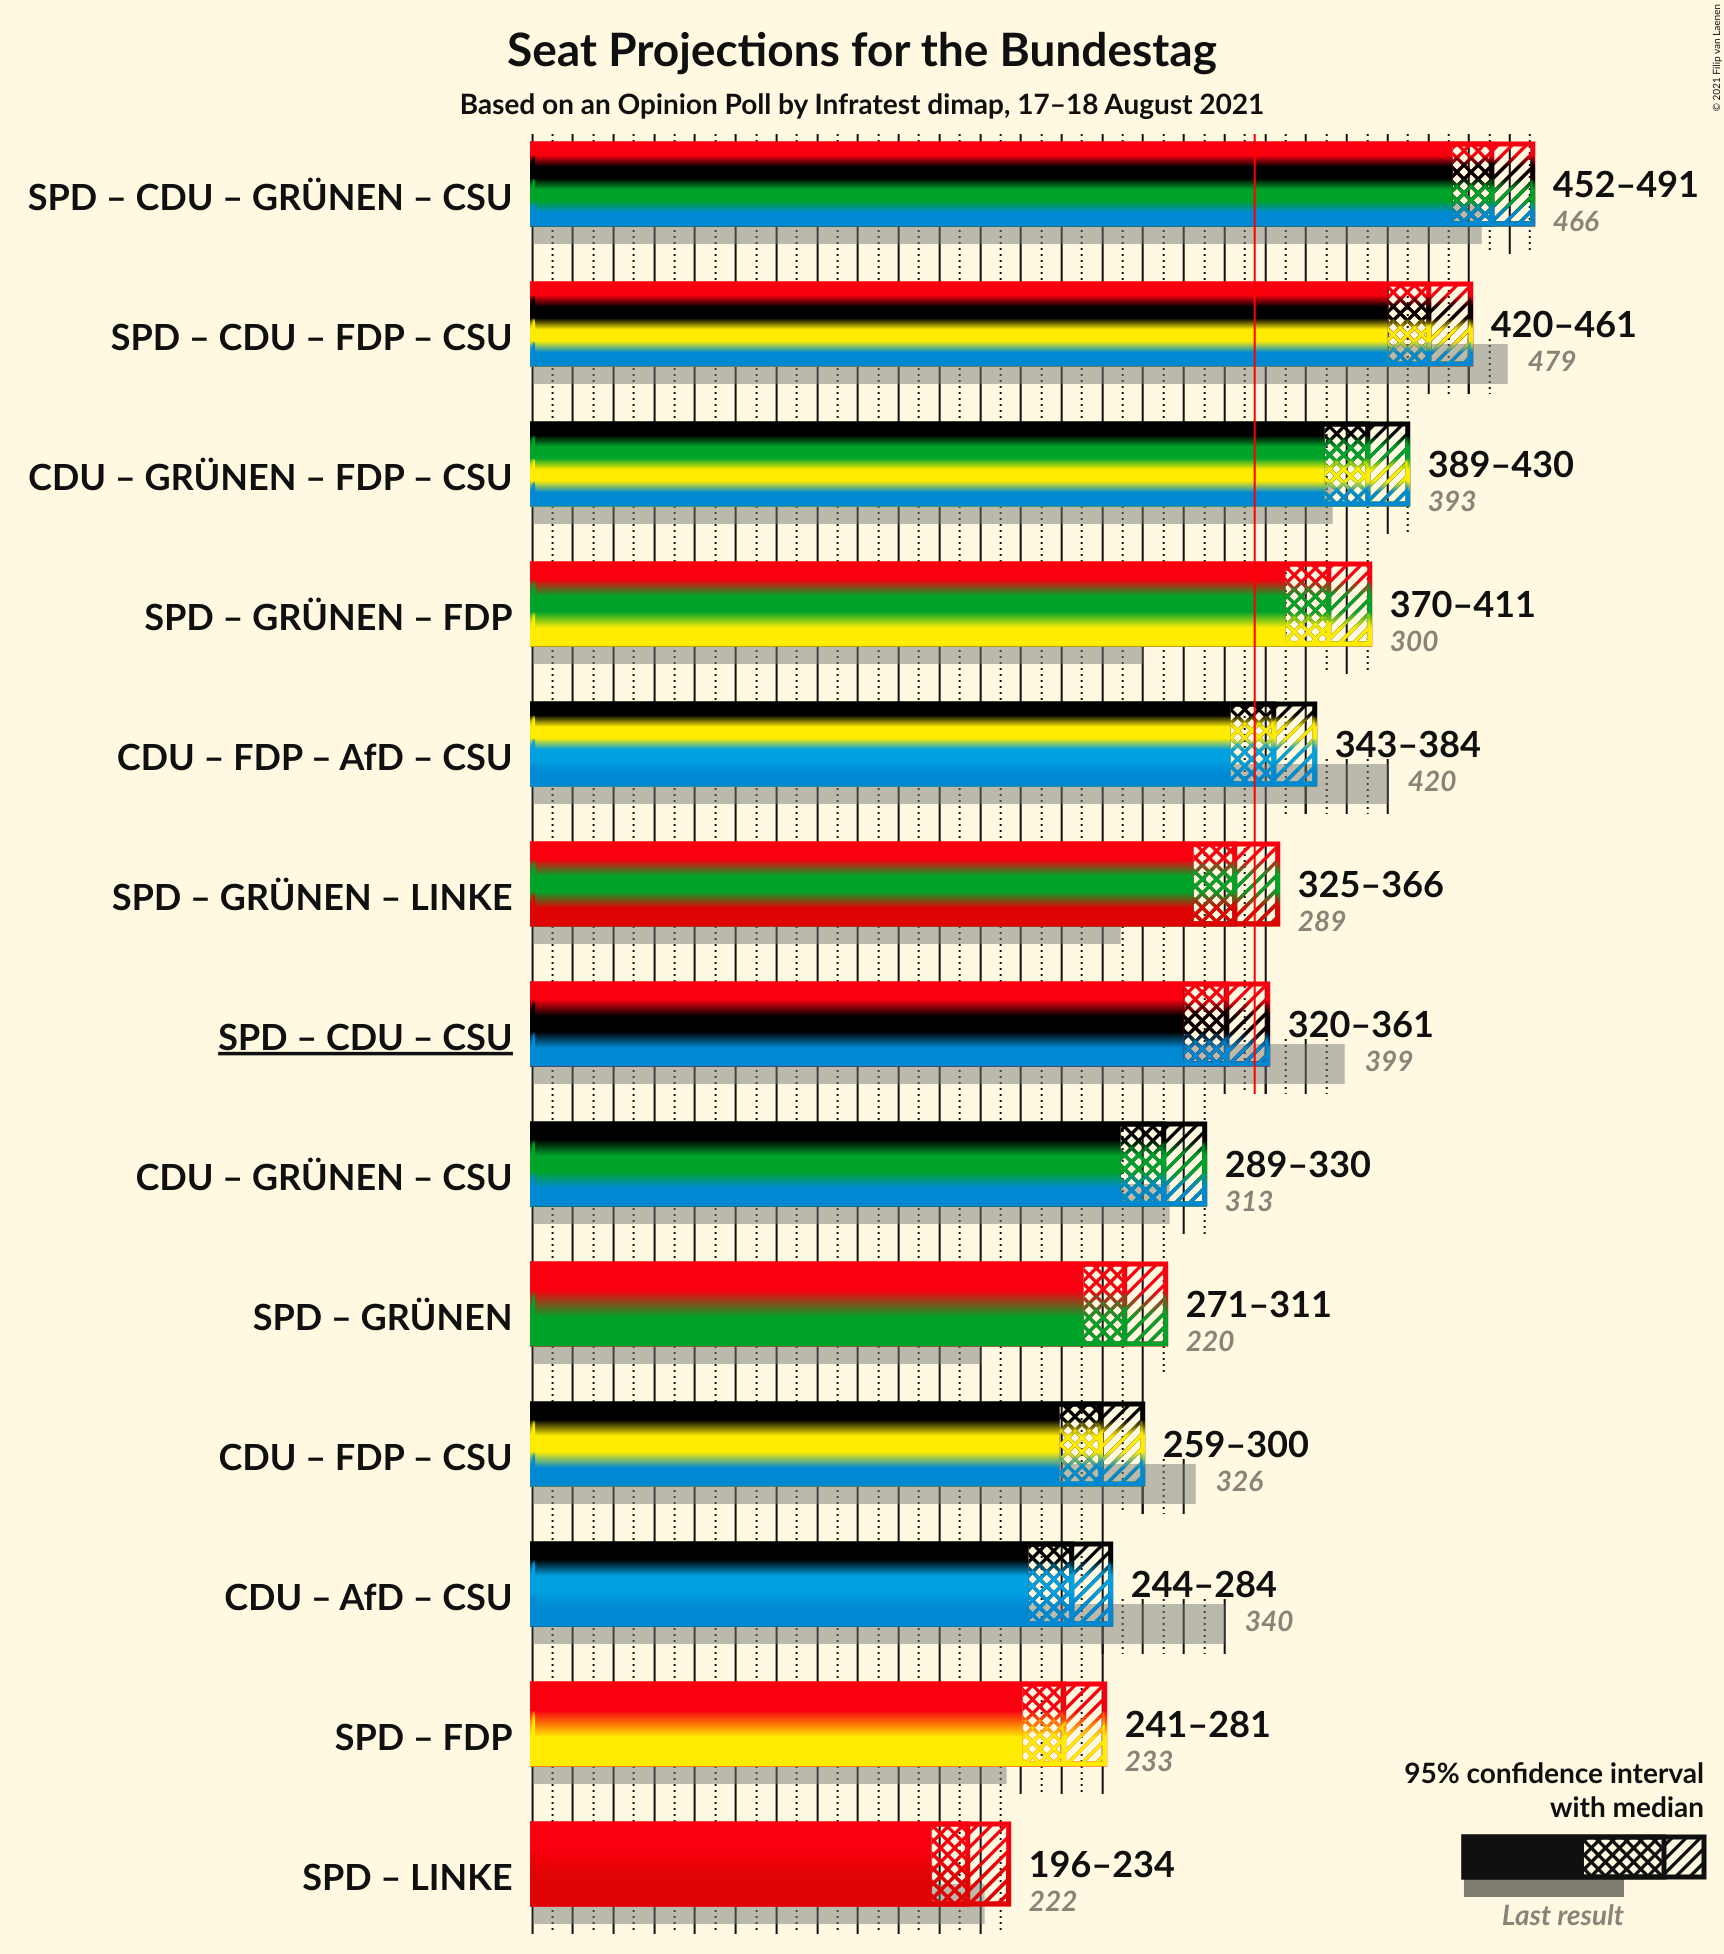 Seat Projections for the Bundestag
Based on an Opinion Poll by Infratest dimap, 17–18 August 2021
© 2021 Filip van Laenen
SPD – CDU – GRÜNEN – CSU
452–491
466
SPD – CDU – FDP – CSU
420–461
479
CDU – GRÜNEN – FDP – CSU
389–430
393
SPD – GRÜNEN – FDP
370–411
300
CDU – FDP – AfD – CSU
343–384
420
SPD – GRÜNEN – LINKE
325–366
289
SPD – CDU – CSU
320–361
399
CDU – GRÜNEN – CSU
289–330
313
SPD – GRÜNEN
271–311
220
CDU – FDP – CSU
259–300
326
CDU – AfD – CSU
244–284
340
SPD – FDP
241–281
233
SPD – LINKE
196–234
222
95% confidence interval
with median
Last result